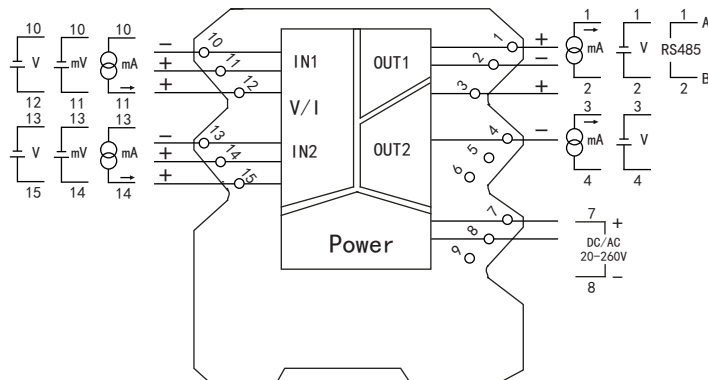 10 10 10
V mV mA
12 11 11
13 13 13
V mV mA
15 14 14
− 10
+ 11
+ 12
− 13
+ 14
+ 15
IN1
V/I
IN2
OUT1
OUT2
Power
1 +
2 −
3 +
4 −
5
6
7
8
9
1 1 1 A
mA V RS485
2 2 2 B
3 3
mA V
4 4
7 +
DC/AC
20-260V
8 −